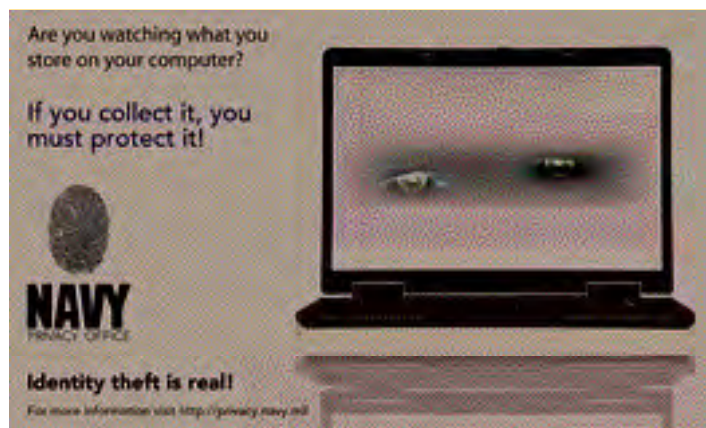 Are you watching what you
store on your computer?
If you collect it, you
must protect it!
NAVY
PRIVACY OFFICE
Identity theft is real!
For more information visit http://privacy.navy.mil